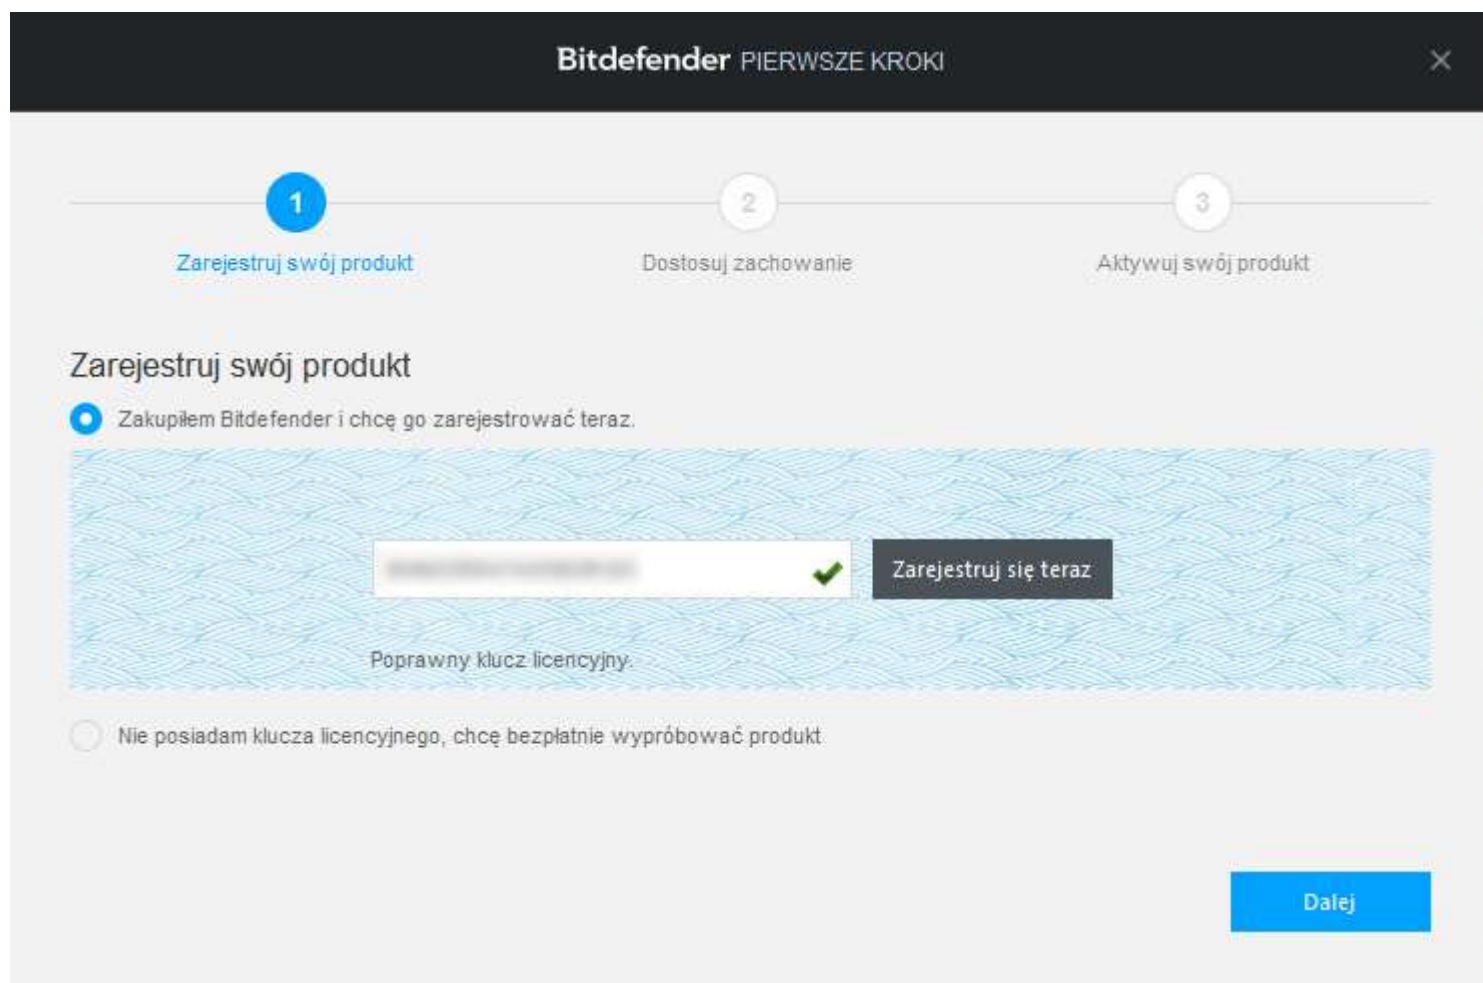 Bitdefender PIERWSZE KROKI
1
2
3
Zarejestruj swój produkt
Dostosuj zachowanie
Aktywuj swój produkt
Zarejestruj swój produkt
Zakupiłem Bitdefender i chcę go zarejestrować teraz.
Zarejestruj się teraz
Poprawny klucz licencyjny.
Nie posiadam klucza licencyjnego, chcę bezpłatnie wypróbować produkt
Dalej